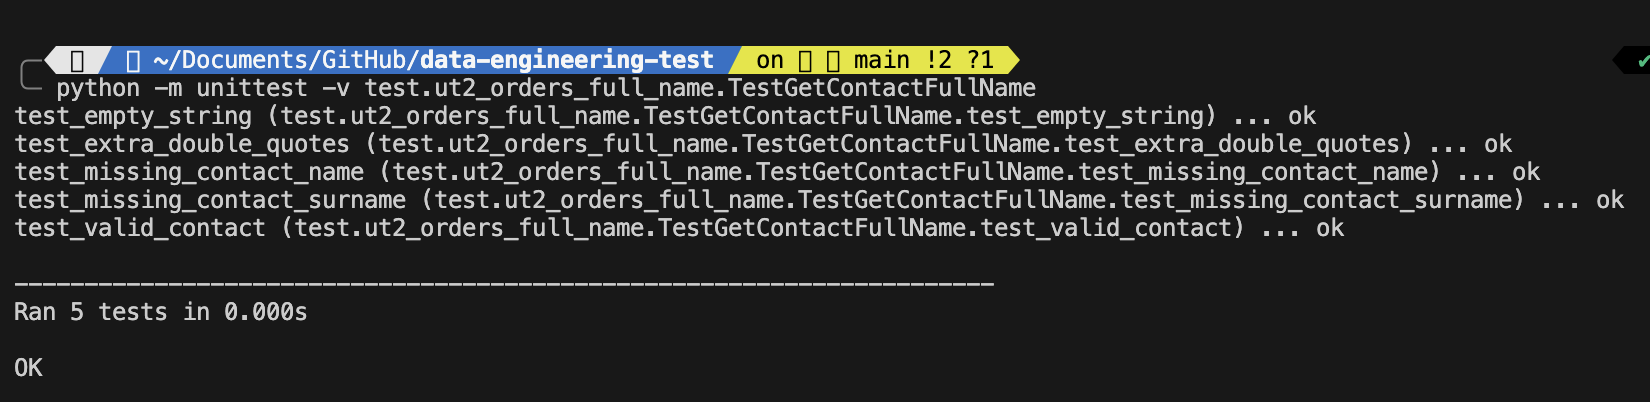 ~/Documents/GitHub/data-engineering-test on main !2 ?1
python -m unittest -v test.ut2_orders_full_name.TestGetContactFullName
test_empty_string (test.ut2_orders_full_name.TestGetContactFullName.test_empty_string) ... ok
test_extra_double_quotes (test.ut2_orders_full_name.TestGetContactFullName.test_extra_double_quotes) ... ok
test_missing_contact_name (test.ut2_orders_full_name.TestGetContactFullName.test_missing_contact_name) ... ok
test_missing_contact_surname (test.ut2_orders_full_name.TestGetContactFullName.test_missing_contact_surname) ... ok
test_valid_contact (test.ut2_orders_full_name.TestGetContactFullName.test_valid_contact) ... ok
----------------------------------------------------------------------
Ran 5 tests in 0.000s
OK